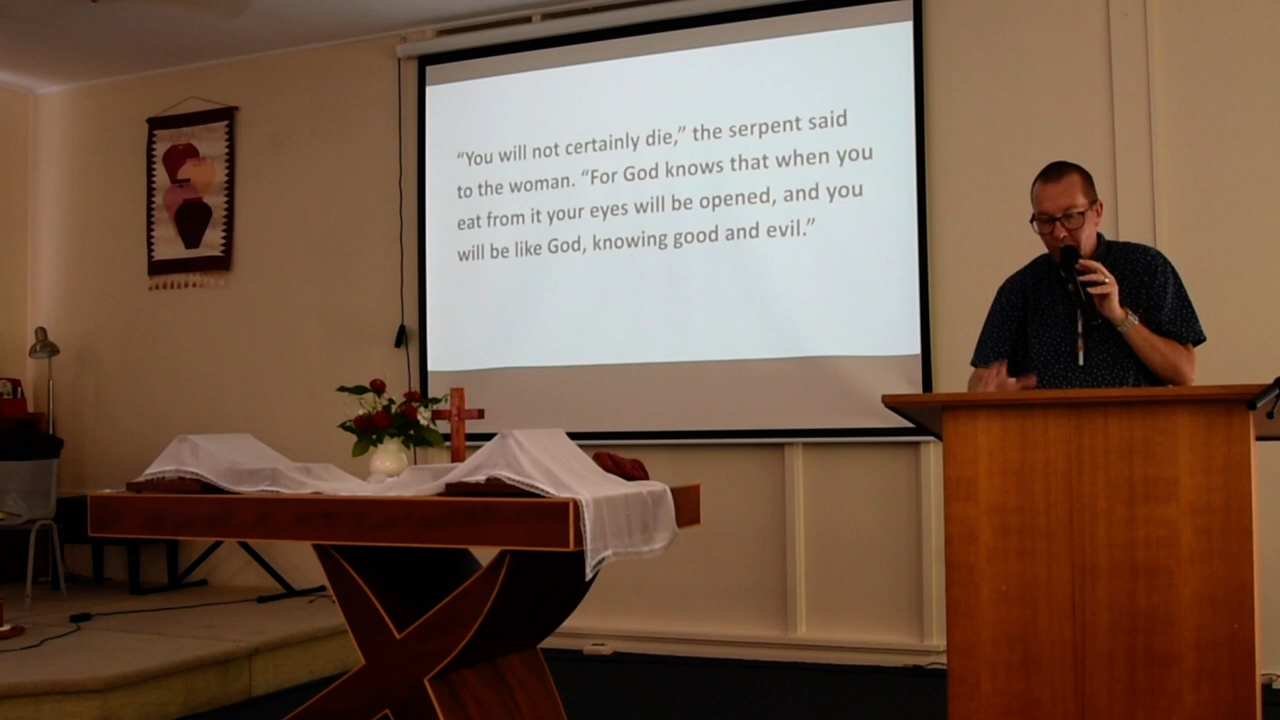 “You will not certainly die,” the serpent said
to the woman. “For God knows that when you
eat from it your eyes will be opened, and you
will be like God, knowing good and evil.”